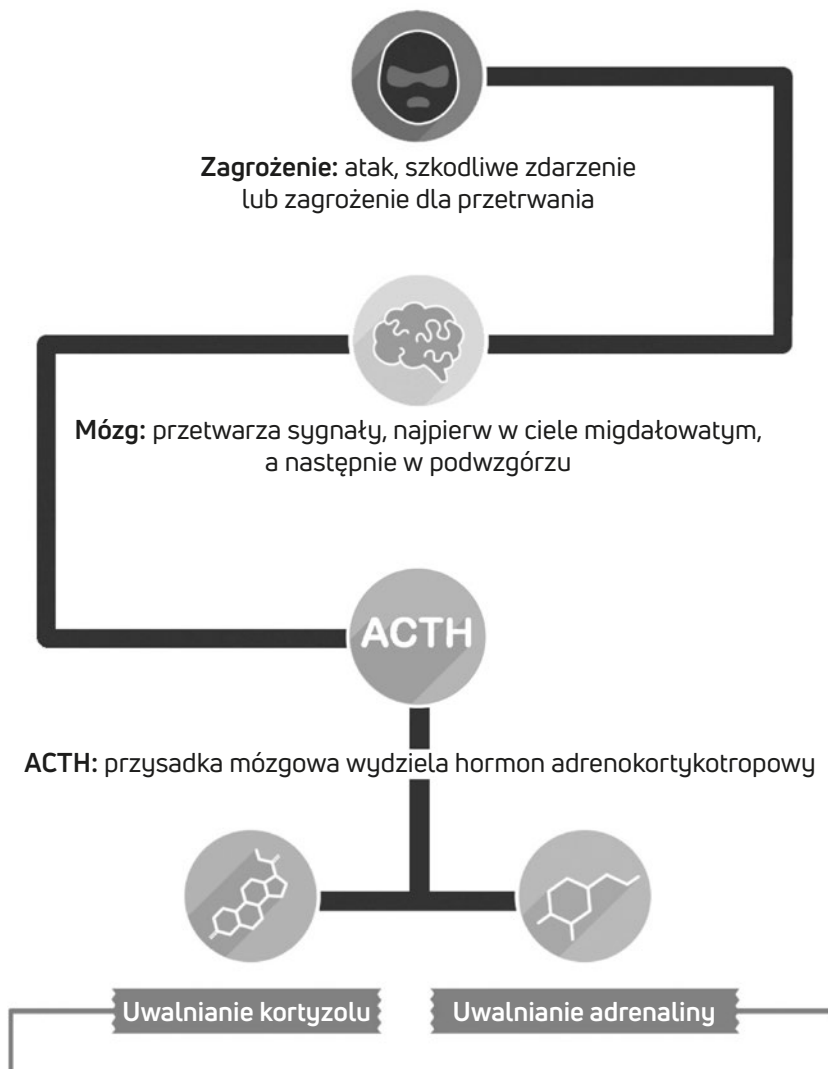 Zagrożenie: atak, szkodliwe zdarzenie
lub zagrożenie dla przetrwania
Mózg: przetwarza sygnały, najpierw w ciele migdałowatym,
a następnie w podwzgórzu
ACTH
ACTH: przysadka mózgowa wydziela hormon adrenokortykotropowy
Uwalnianie kortyzolu
Uwalnianie adrenaliny